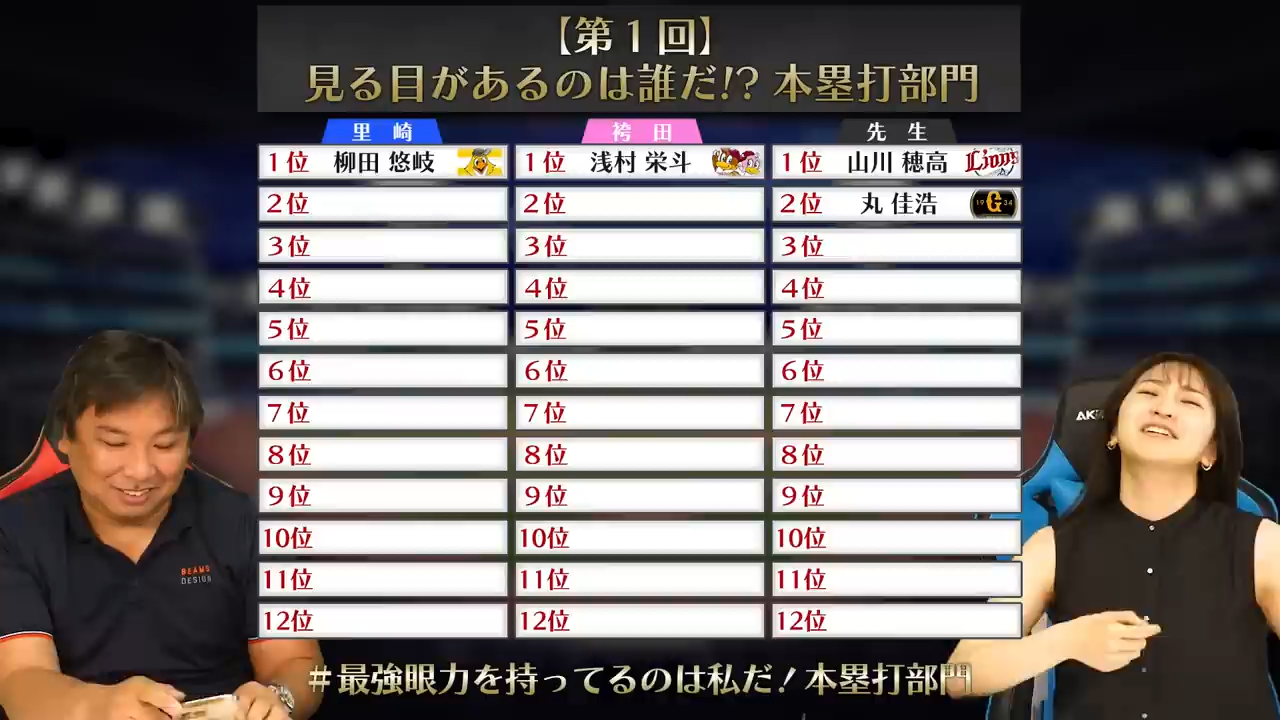 【第１回】
見る目があるのは誰だ!? 本塁打部門
里崎 袴田 先生
1位 柳田 悠岐 1位 浅村 栄斗 1位 山川 穂高 Lions
2位 2位 2位 丸 佳浩 19 G 34
3位 3位 3位
4位 4位 4位
5位 5位 5位
6位 6位 6位
7位 7位 7位
8位 8位 8位
9位 9位 9位
10位 10位 10位
11位 11位 11位
12位 12位 12位
AK
BEAMS
DESIGN
＃最強眼力を持ってるのは私だ！本塁打部門